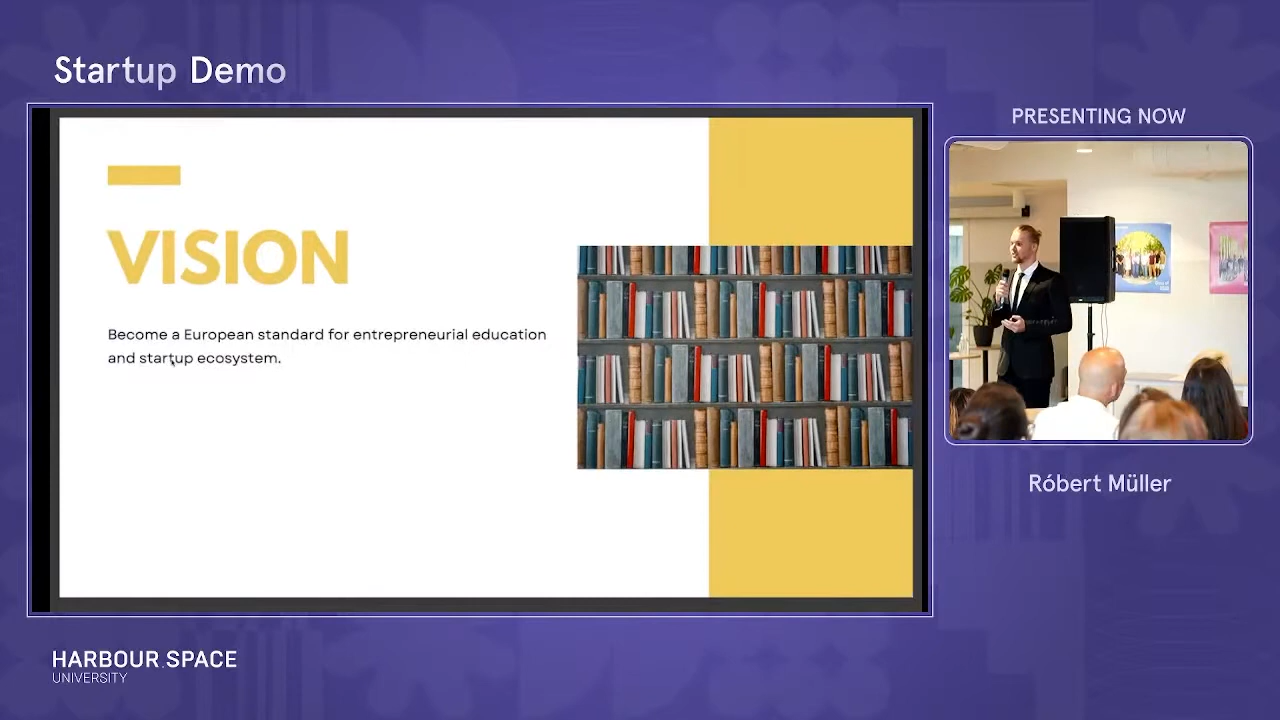 Startup Demo
PRESENTING NOW
VISION
Become a European standard for entrepreneurial education
and startup ecosystem.
Róbert Müller
HARBOUR.SPACE
UNIVERSITY